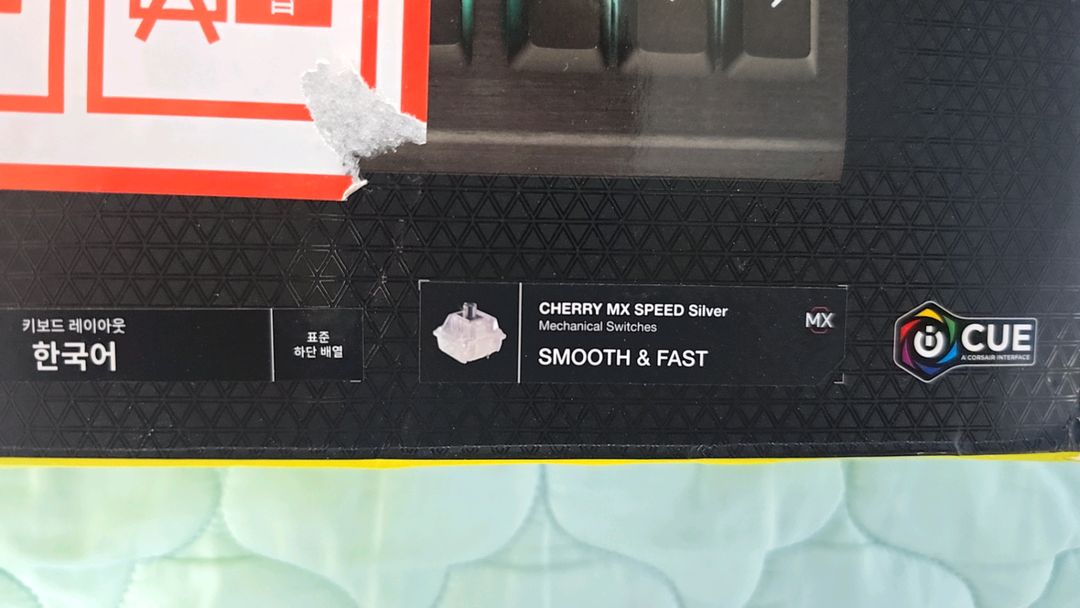 키보드 레이아웃
한국어
표준
하단 배열
CHERRY MX SPEED Silver
Mechanical Switches
SMOOTH & FAST
MX
iCUE
A CORSAIR INTERFACE